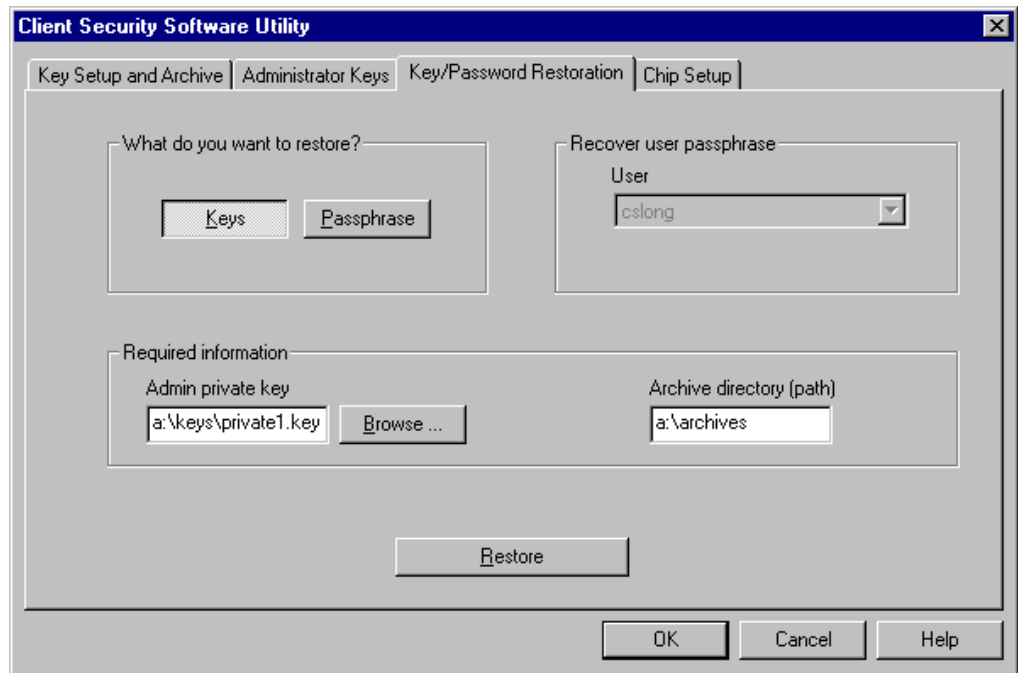 Client Security Software Utility
Key Setup and Archive Administrator Keys Key/Password Restoration Chip Setup
What do you want to restore?
Keys Passphrase
Recover user passphrase
User
cslong
Required information
Admin private key
a:\keys\private1.key Browse ...
Archive directory (path)
a:\archives
Restore
OK Cancel Help